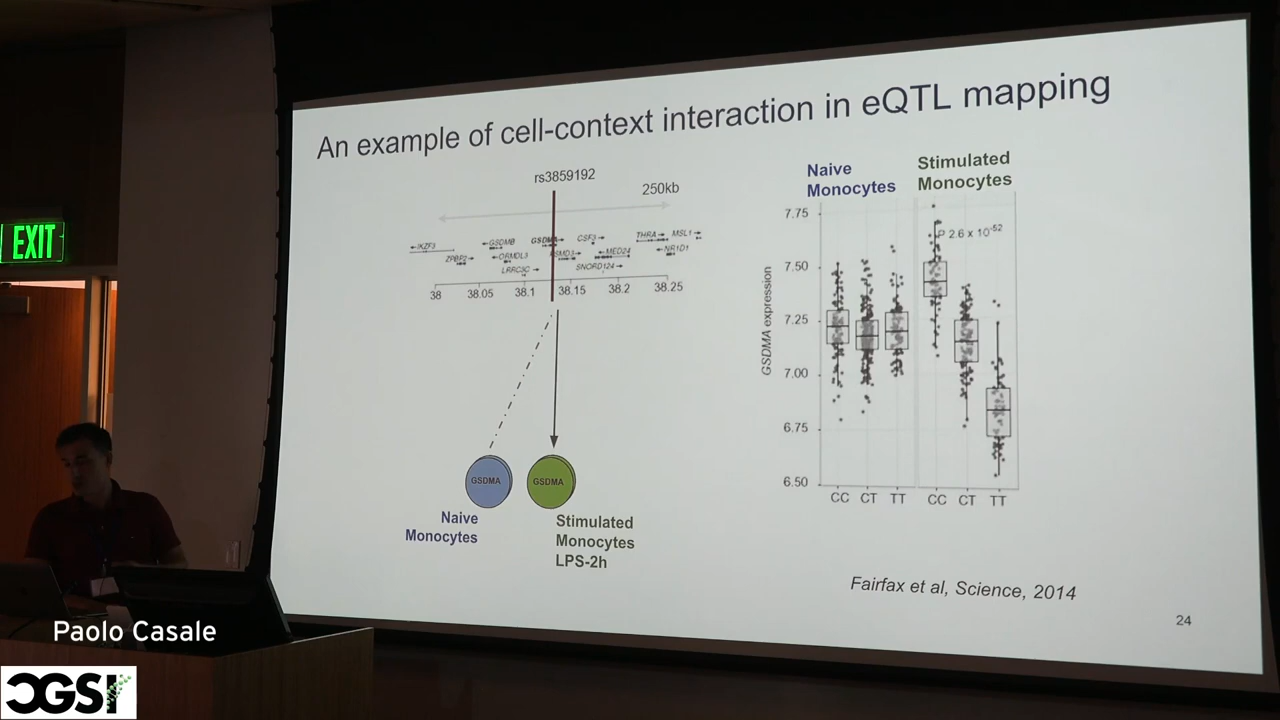 An example of cell-context interaction in eQTL mapping
rs3859192
250kb
IKZF3
GSDMB
GSDMA
CSF3
THRA
MSL1
ZPBP2
ORMDL3
PSMD3
MED24
NR1D1
LRRC3C
SNORD124
38 38.05 38.1 38.15 38.2 38.25
GSDMA
GSDMA
Naive
Monocytes
Stimulated
Monocytes
LPS-2h
Naive
Monocytes
Stimulated
Monocytes
P 2.6 x 10⁻⁵²
GSDMA expression
7.75
7.50
7.25
7.00
6.75
6.50
CC CT TT CC CT TT
Fairfax et al, Science, 2014
24
EXIT
Paolo Casale
CGSI